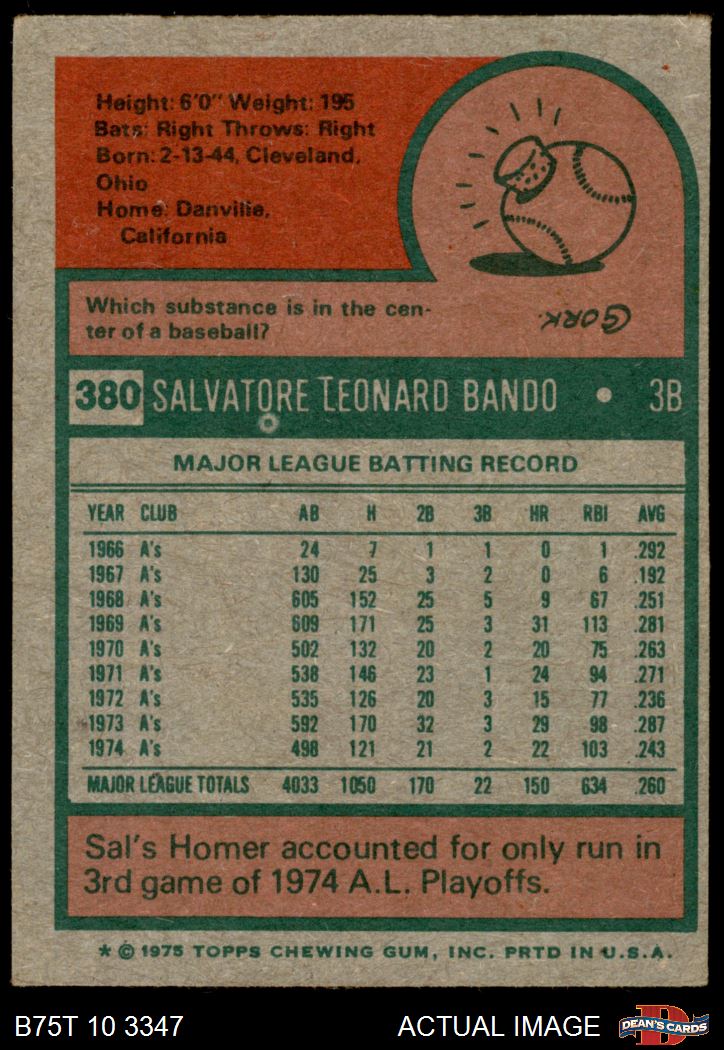 Height: 6'0" Weight: 195
Bats: Right Throws: Right
Born: 2-13-44, Cleveland,
Ohio
Home: Danville,
California
Which substance is in the cen-
ter of a baseball?
CORK.
380 SALVATORE LEONARD BANDO • 3B
MAJOR LEAGUE BATTING RECORD
YEAR CLUB AB H 2B 3B HR RBI AVG
1966 A's 24 7 1 1 0 1 .292
1967 A's 130 25 3 2 0 6 .192
1968 A's 605 152 25 5 9 67 .251
1969 A's 609 171 25 3 31 113 .281
1970 A's 502 132 20 2 20 75 .263
1971 A's 538 146 23 1 24 94 .271
1972 A's 535 126 20 3 15 77 .236
1973 A's 592 170 32 3 29 98 .287
1974 A's 498 121 21 2 22 103 .243
MAJOR LEAGUE TOTALS 4033 1050 170 22 150 634 .260
Sal's Homer accounted for only run in
3rd game of 1974 A.L. Playoffs.
* © 1975 TOPPS CHEWING GUM, INC. PRTD IN U.S.A.
B75T 10 3347 ACTUAL IMAGE D DEAN'S CARDS